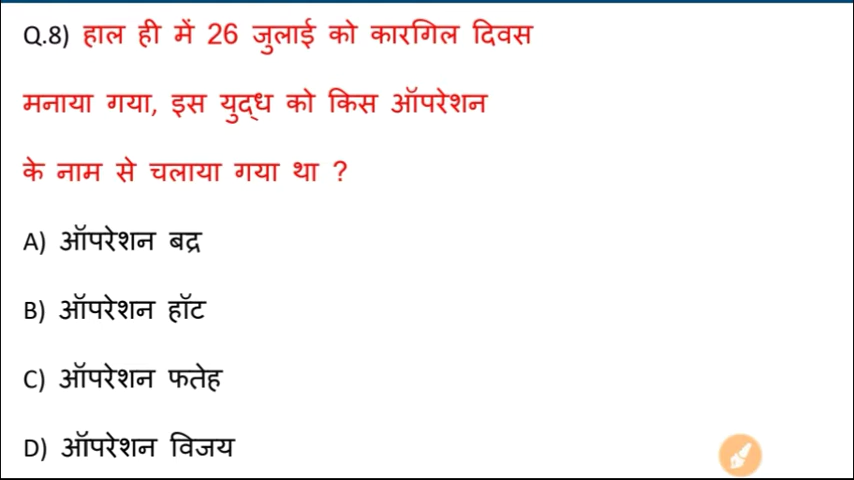 Q.8) हाल ही में 26 जुलाई को कारगिल दिवस
मनाया गया, इस युद्ध को किस ऑपरेशन
के नाम से चलाया गया था ?
A) ऑपरेशन बद्र
B) ऑपरेशन हॉट
C) ऑपरेशन फतेह
D) ऑपरेशन विजय